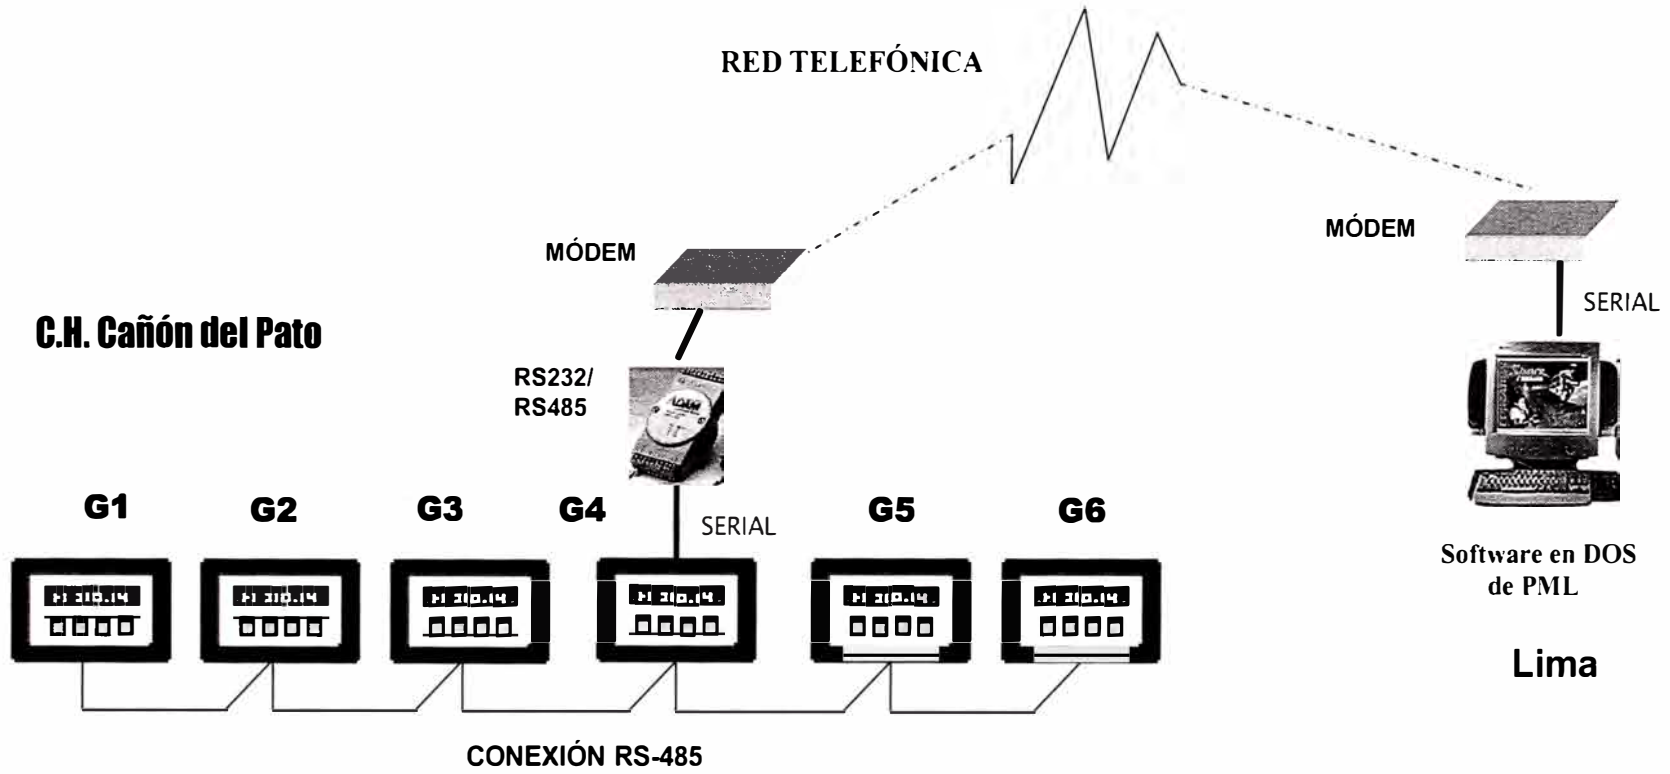 RED TELEFÓNICA
MÓDEM
MÓDEM
SERIAL
C.H. Cañón del Pato
RS232/
RS485
G1
G2
G3
G4
SERIAL
G5
G6
Software en DOS
de PML
Lima
CONEXIÓN RS-485